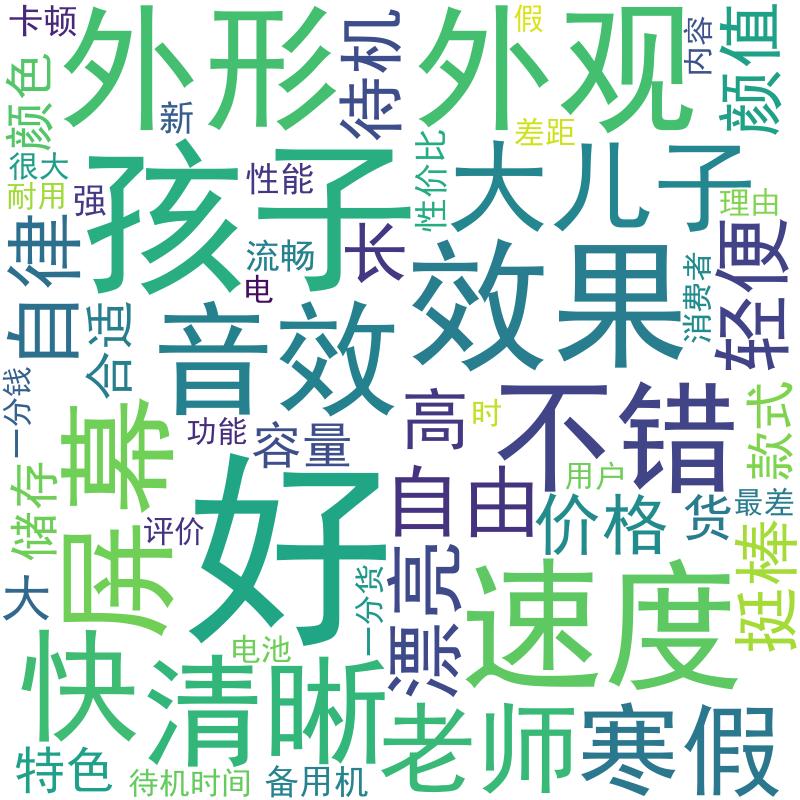 卡顿
外形
待机
外观
假
内容
颜值
颜色
新
差距
很大
耐用
强
孩子
性能
性价比
大儿子
理由
自律
流畅
长
电
效果
消费者
轻便
合适
音效
一分钱
屏幕
功能
容量
高
时
不错
款式
储存
评价
好
自由
用户
价格
货
最差
挺棒
大
一分货
漂亮
速度
快
清晰
电池
老师
寒假
特色
待机时间
备用机